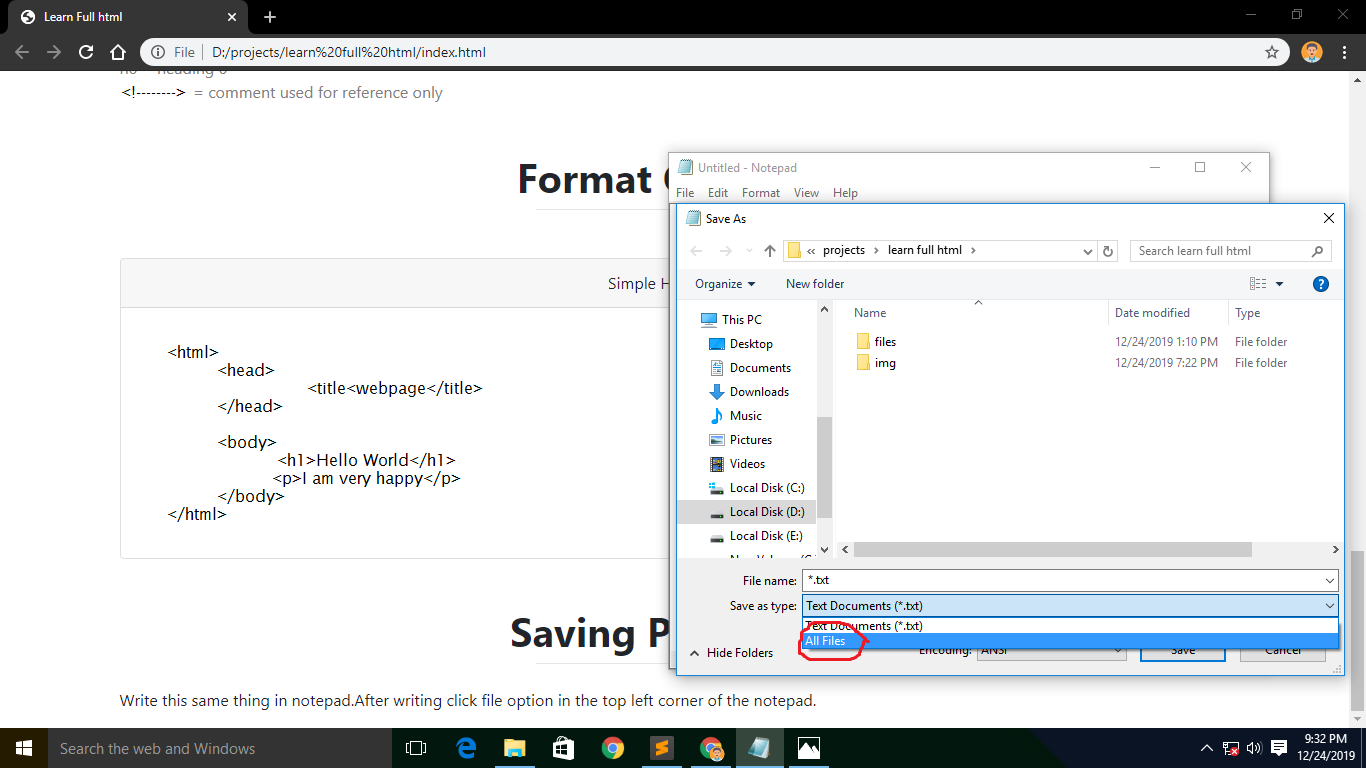 Learn Full html
File D:/projects/learn%20full%20html/index.html
<!--------> = comment used for reference only
Format
Simple H
<html>
<head>
<title<webpage</title>
</head>
<body>
<h1>Hello World</h1>
<p>I am very happy</p>
</body>
</html>
Saving P
Write this same thing in notepad.After writing click file option in the top left corner of the notepad.
Untitled - Notepad
File Edit Format View Help
Save As
« projects › learn full html ›
Search learn full html
Organize New folder
This PC
Desktop
Documents
Downloads
Music
Pictures
Videos
Local Disk (C:)
Local Disk (D:)
Local Disk (E:)
Name Date modified Type
files 12/24/2019 1:10 PM File folder
img 12/24/2019 7:22 PM File folder
File name: *.txt
Save as type: Text Documents (*.txt)
Text Documents (*.txt)
All Files
Hide Folders Encoding: ANSI Save Cancel
Search the web and Windows
9:32 PM
12/24/2019